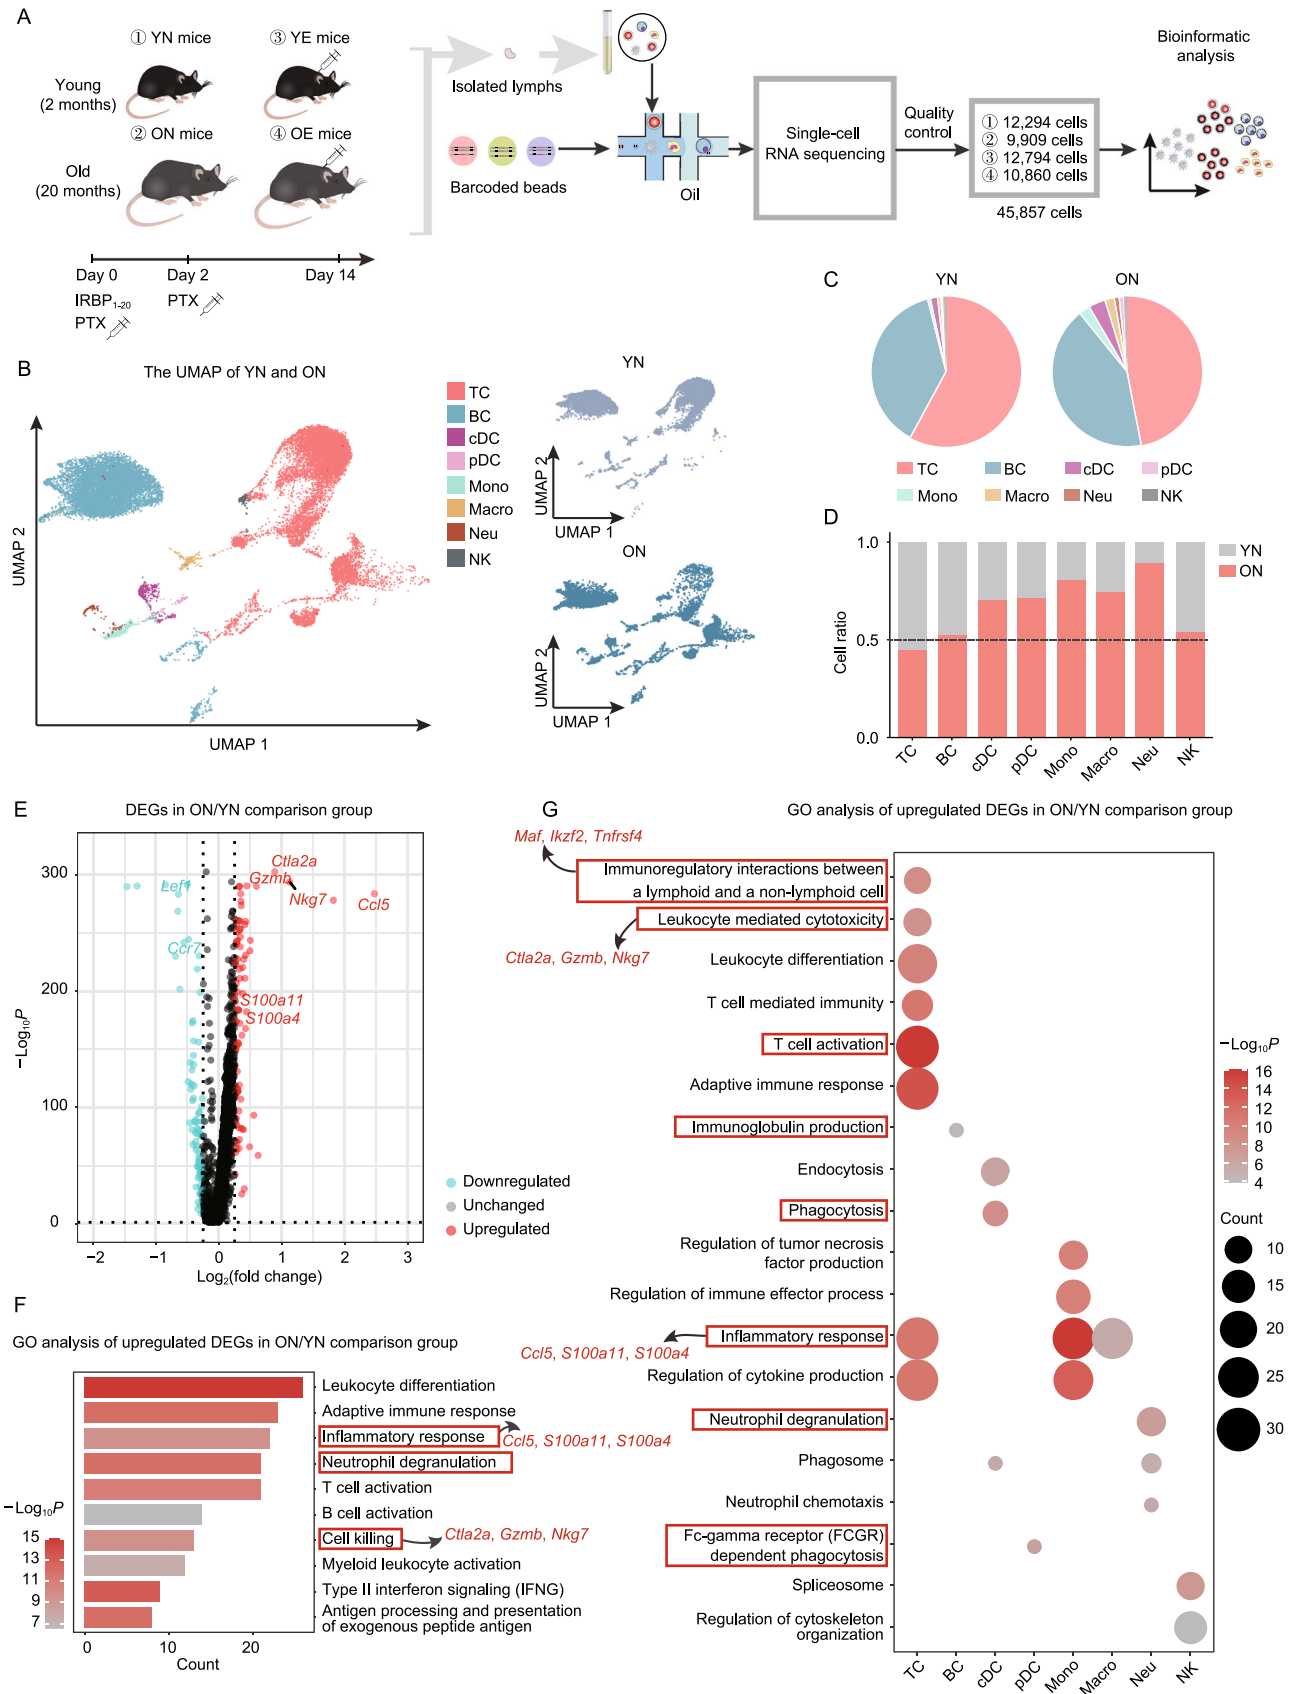 A
① YN mice
③ YE mice
Young
(2 months)
② ON mice
④ OE mice
Old
(20 months)
Day 0
Day 2
Day 14
IRBP1-20
PTX
PTX
Isolated lymphs
Barcoded beads
Oil
Single-cell
RNA sequencing
Quality
control
① 12,294 cells
② 9,909 cells
③ 12,794 cells
④ 10,860 cells
45,857 cells
Bioinformatic
analysis
B
The UMAP of YN and ON
UMAP 2
UMAP 1
TC
BC
cDC
pDC
Mono
Macro
Neu
NK
YN
UMAP 2
UMAP 1
ON
UMAP 2
UMAP 1
C
YN
ON
TC
BC
cDC
pDC
Mono
Macro
Neu
NK
D
Cell ratio
1.0
0.5
0.0
YN
ON
TC
BC
cDC
pDC
Mono
Macro
Neu
NK
E
DEGs in ON/YN comparison group
−Log10P
300
200
100
0
−2
−1
0
1
2
3
Log2(fold change)
Lef1
Ccr7
Ctla2a
Gzmb
Nkg7
Ccl5
S100a11
S100a4
Downregulated
Unchanged
Upregulated
F
GO analysis of upregulated DEGs in ON/YN comparison group
Leukocyte differentiation
Adaptive immune response
Inflammatory response
Ccl5, S100a11, S100a4
Neutrophil degranulation
T cell activation
B cell activation
Cell killing
Ctla2a, Gzmb, Nkg7
Myeloid leukocyte activation
Type II interferon signaling (IFNG)
Antigen processing and presentation
of exogenous peptide antigen
−Log10P
15
13
11
9
7
0
10
20
Count
G
GO analysis of upregulated DEGs in ON/YN comparison group
Maf, Ikzf2, Tnfrsf4
Immunoregulatory interactions between
a lymphoid and a non-lymphoid cell
Leukocyte mediated cytotoxicity
Ctla2a, Gzmb, Nkg7
Leukocyte differentiation
T cell mediated immunity
T cell activation
Adaptive immune response
Immunoglobulin production
Endocytosis
Phagocytosis
Regulation of tumor necrosis
factor production
Regulation of immune effector process
Inflammatory response
Ccl5, S100a11, S100a4
Regulation of cytokine production
Neutrophil degranulation
Phagosome
Neutrophil chemotaxis
Fc-gamma receptor (FCGR)
dependent phagocytosis
Spliceosome
Regulation of cytoskeleton
organization
TC
BC
cDC
pDC
Mono
Macro
Neu
NK
−Log10P
16
14
12
10
8
6
4
Count
10
15
20
25
30